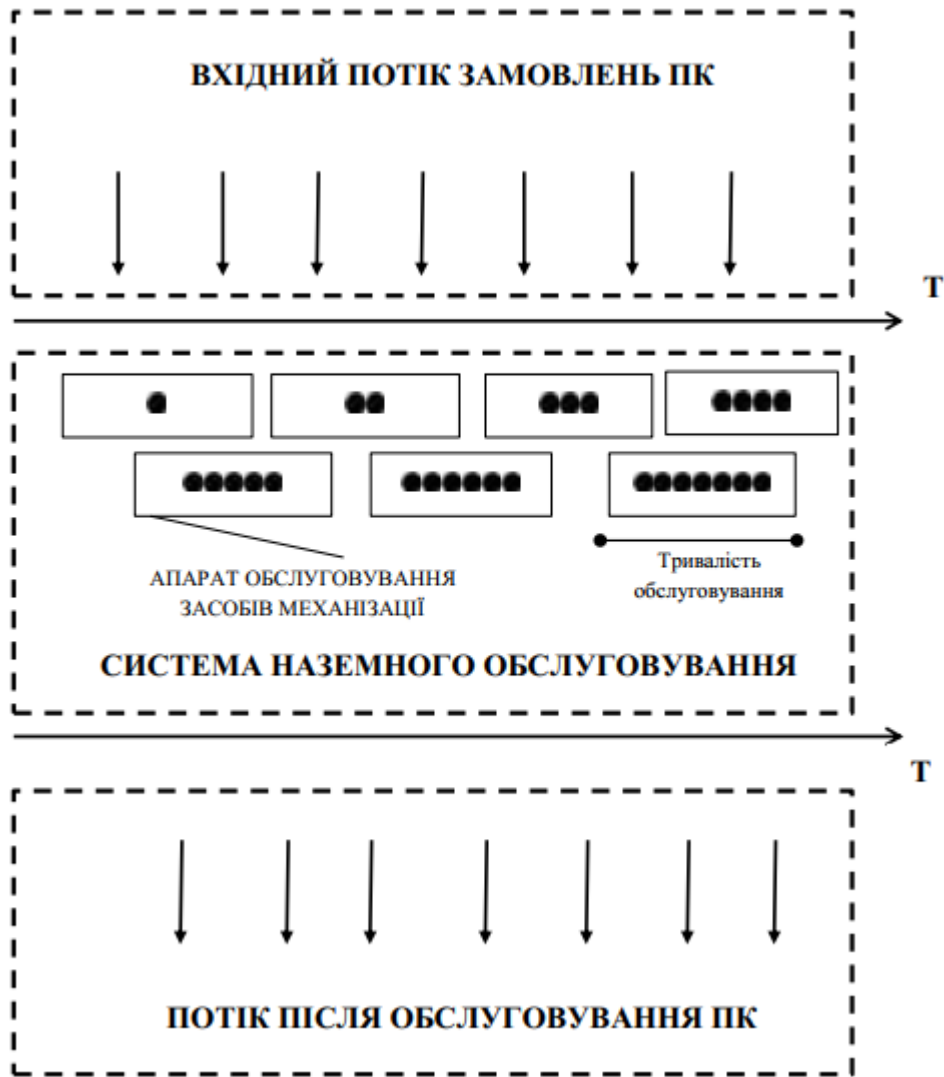 ВХІДНИЙ ПОТІК ЗАМОВЛЕНЬ ПК
Т
АПАРАТ ОБСЛУГОВУВАННЯ
ЗАСОБІВ МЕХАНІЗАЦІЇ
Тривалість
обслуговування
СИСТЕМА НАЗЕМНОГО ОБСЛУГОВУВАННЯ
Т
ПОТІК ПІСЛЯ ОБСЛУГОВУВАННЯ ПК